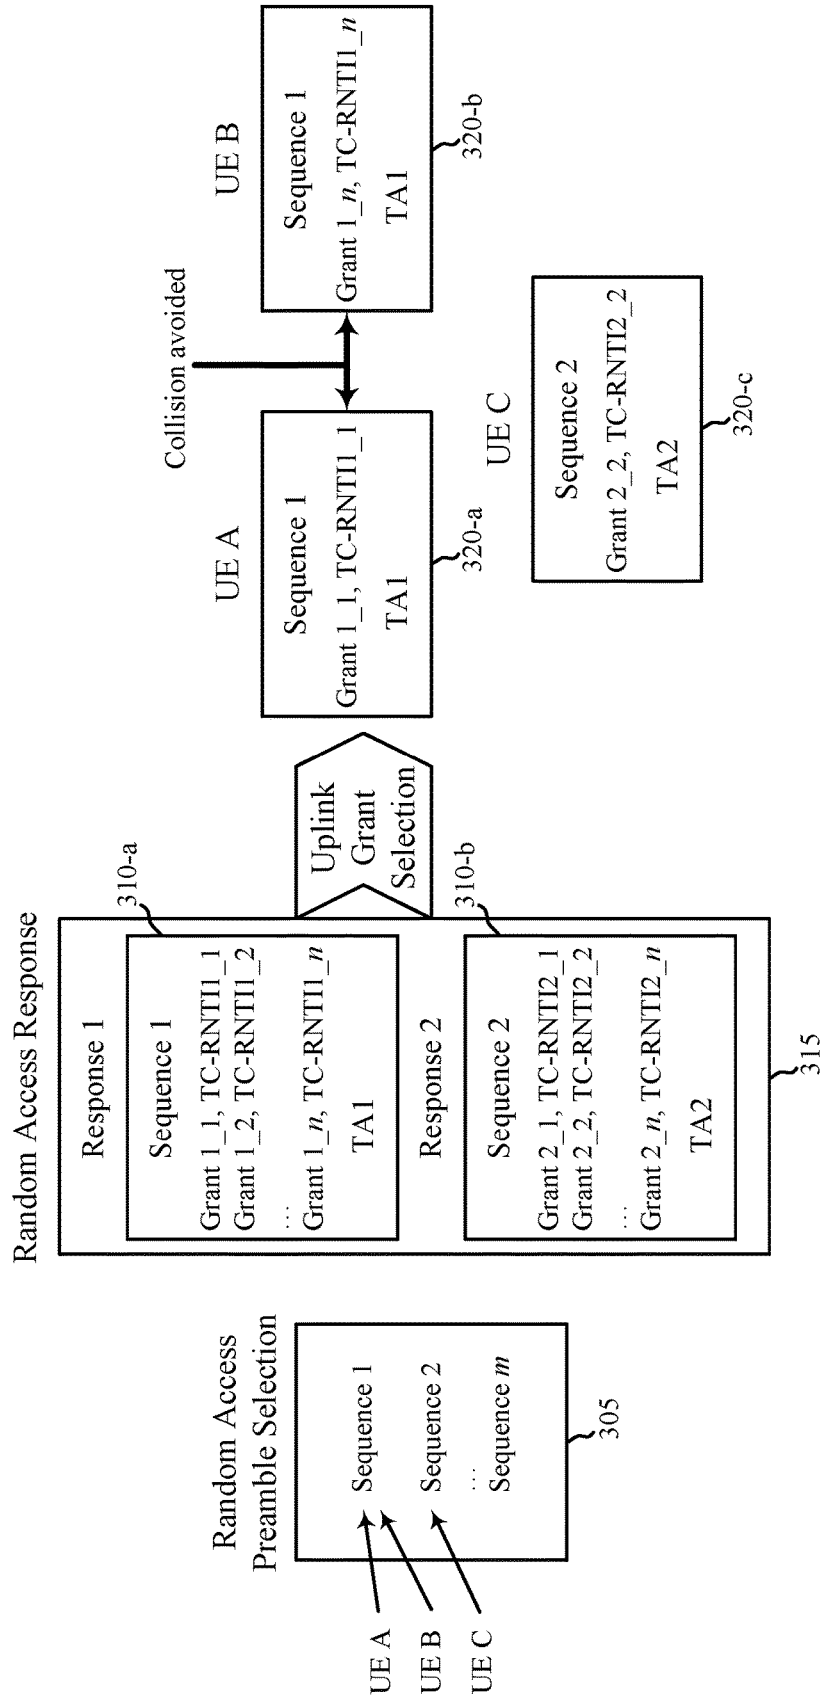 Random Access
Preamble Selection
UE A
UE B
UE C
Sequence 1
Sequence 2
...
Sequence m
305
Random Access Response
Response 1
310-a
Sequence 1
Grant 1_1, TC-RNTI1_1
Grant 1_2, TC-RNTI1_2
...
Grant 1_n, TC-RNTI1_n
TA1
Response 2
310-b
Sequence 2
Grant 2_1, TC-RNTI2_1
Grant 2_2, TC-RNTI2_2
...
Grant 2_n, TC-RNTI2_n
TA2
315
Uplink
Grant
Selection
Collision avoided
UE A
Sequence 1
Grant 1_1, TC-RNTI1_1
TA1
320-a
UE B
Sequence 1
Grant 1_n, TC-RNTI1_n
TA1
320-b
UE C
Sequence 2
Grant 2_2, TC-RNTI2_2
TA2
320-c